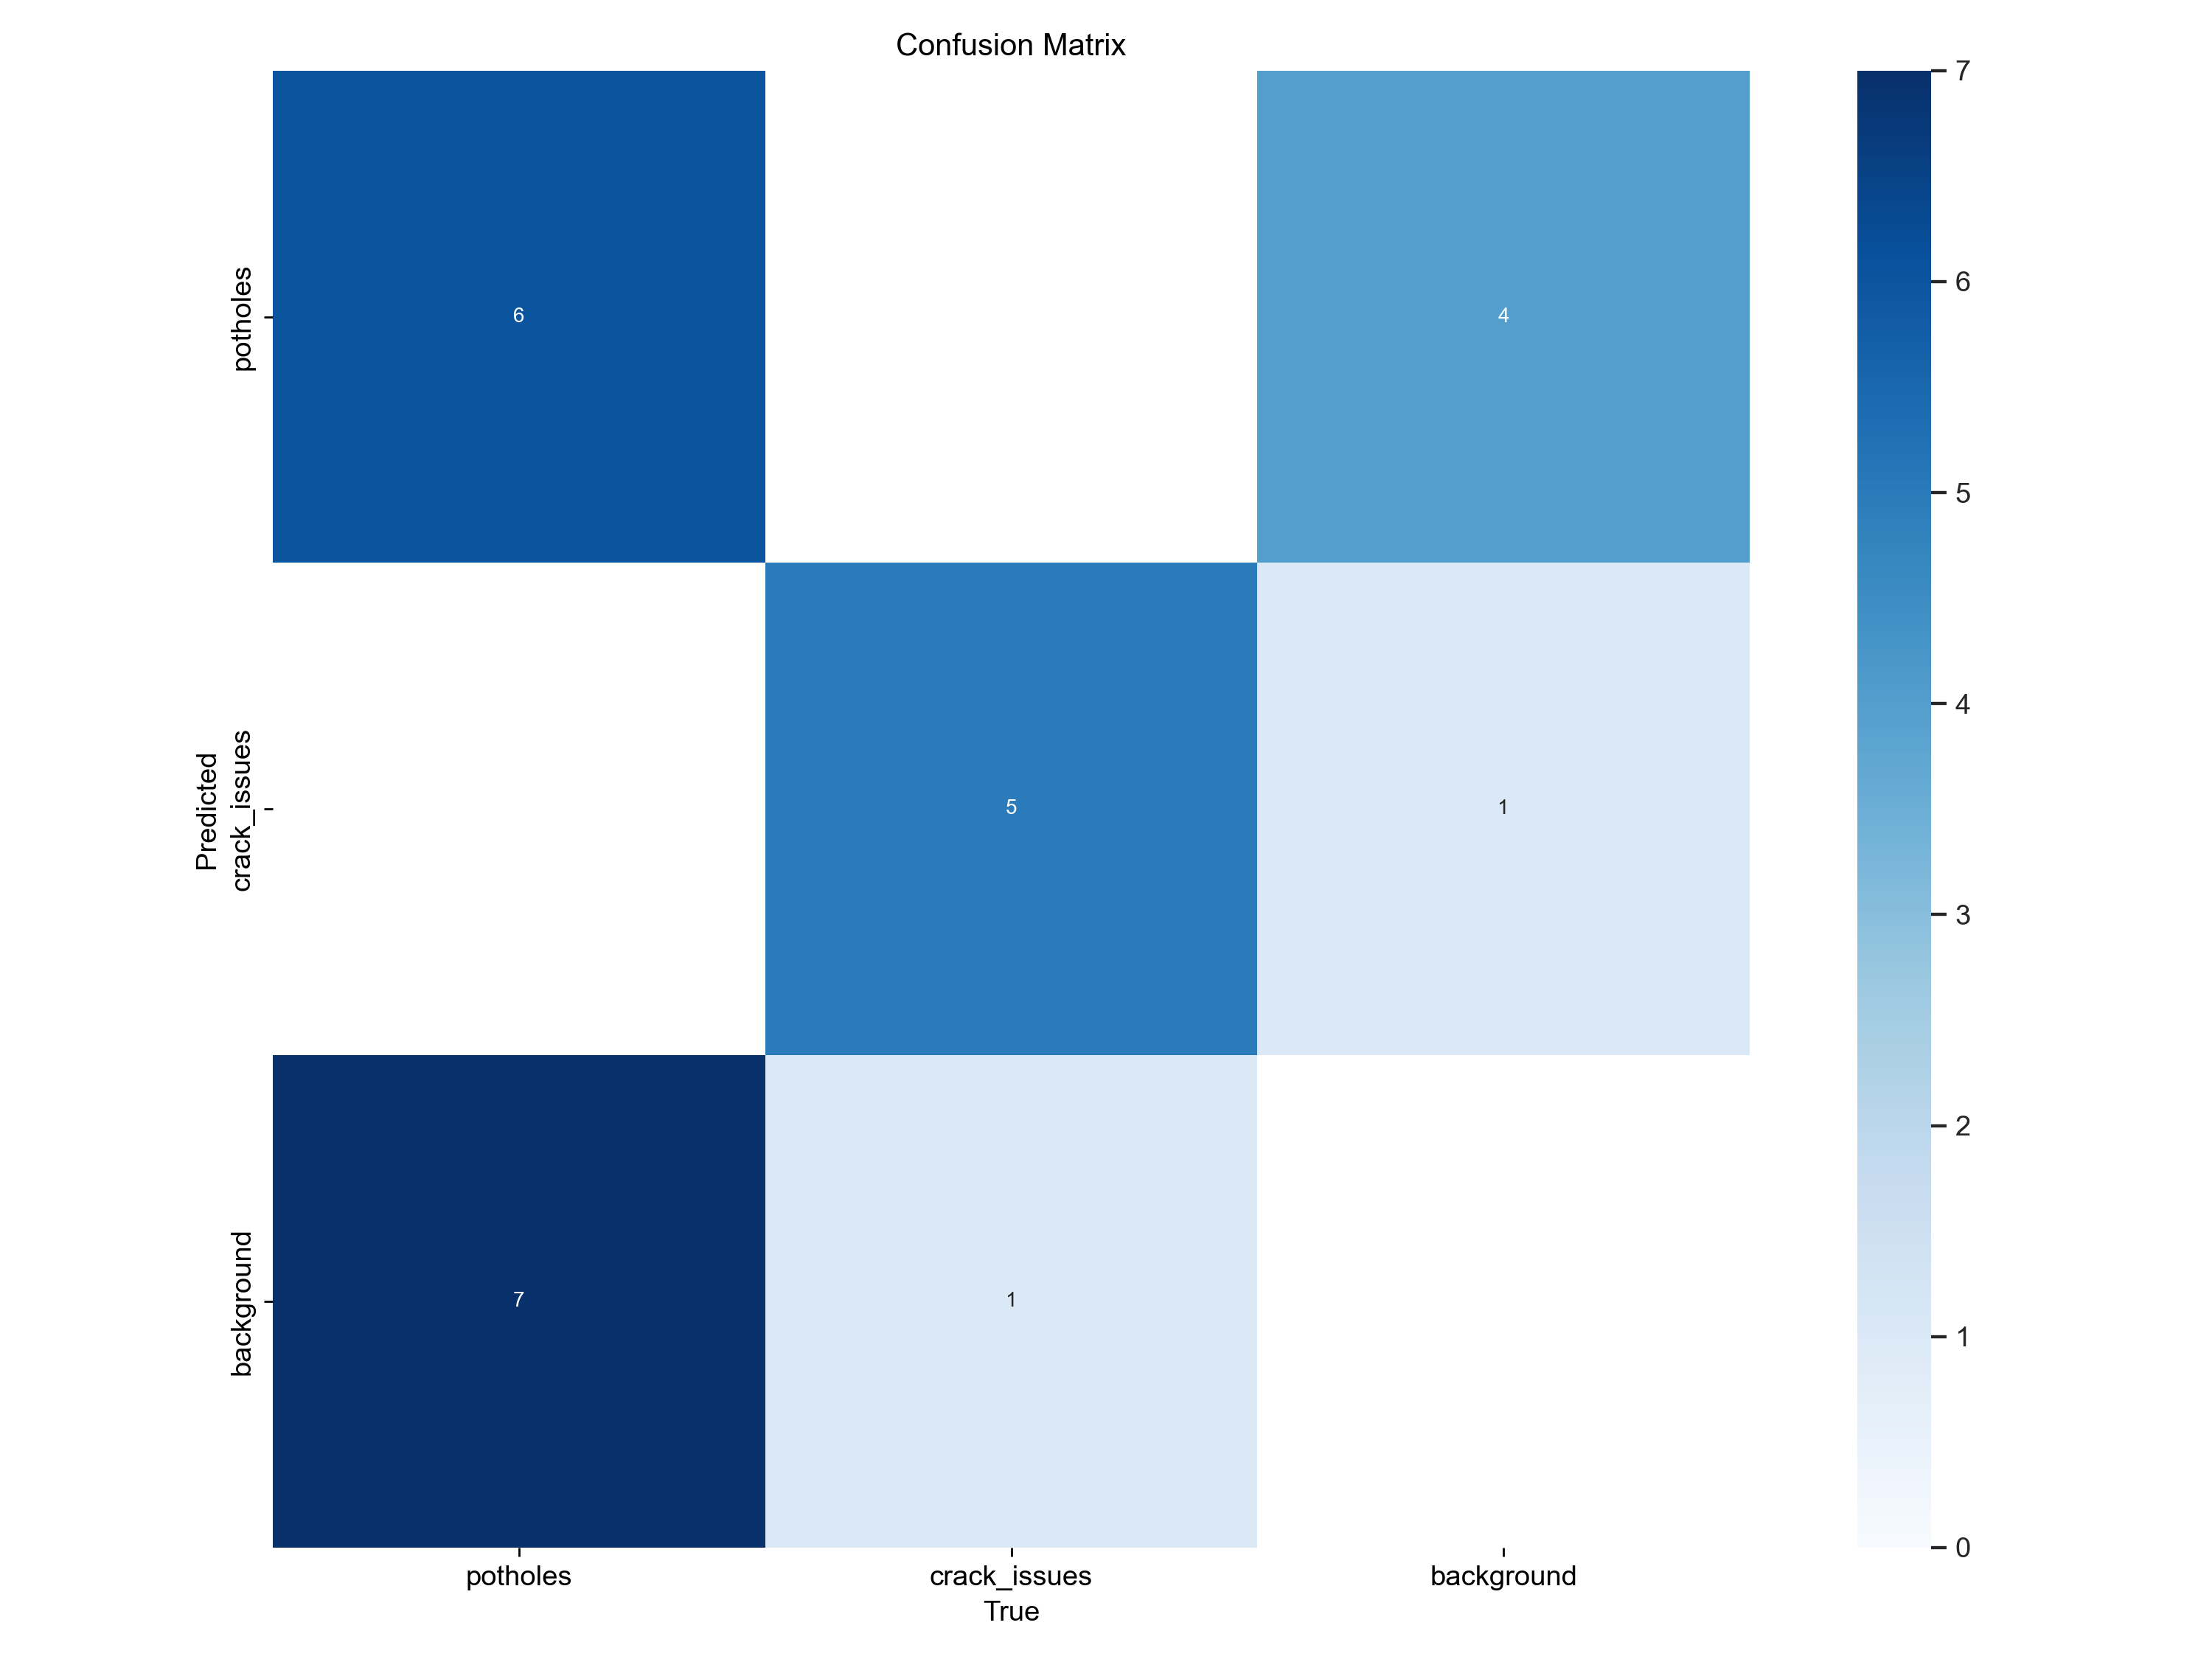 Confusion Matrix
potholes
crack_issues
background
Predicted
6
4
5
1
7
1
potholes
crack_issues
background
True
7
6
5
4
3
2
1
0